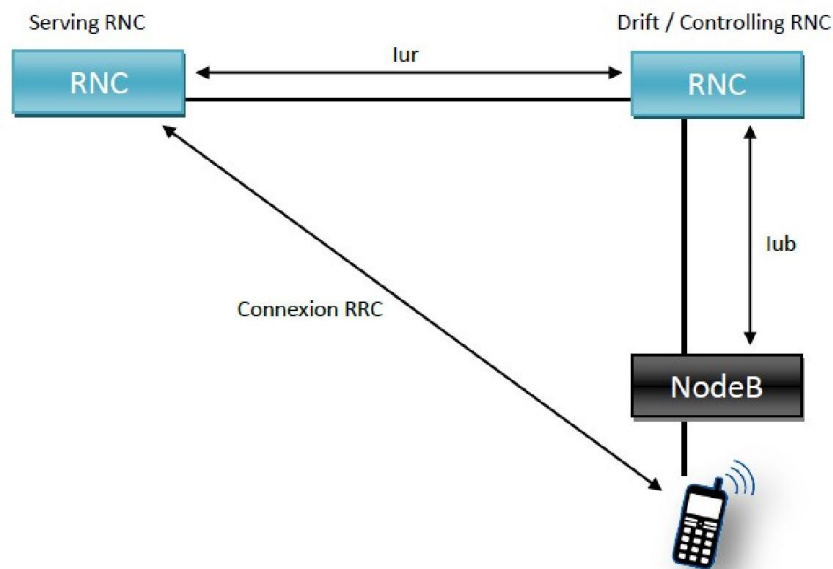 Serving RNC
Drift / Controlling RNC
RNC
Iur
RNC
Iub
Connexion RRC
NodeB